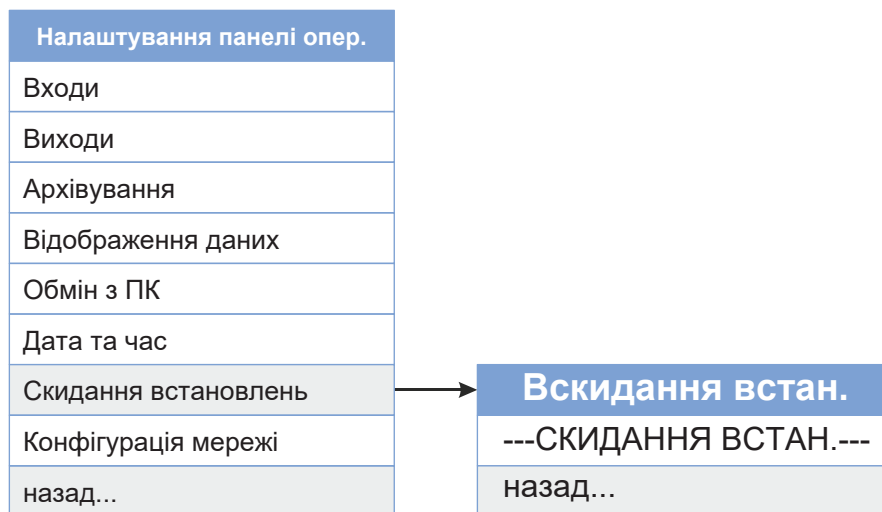 Налаштування панелі опер.
Входи
Виходи
Архівування
Відображення даних
Обмін з ПК
Дата та час
Скидання встановлень
Конфігурація мережі
назад...
Вскидання встан.
---СКИДАННЯ ВСТАН.---
назад...